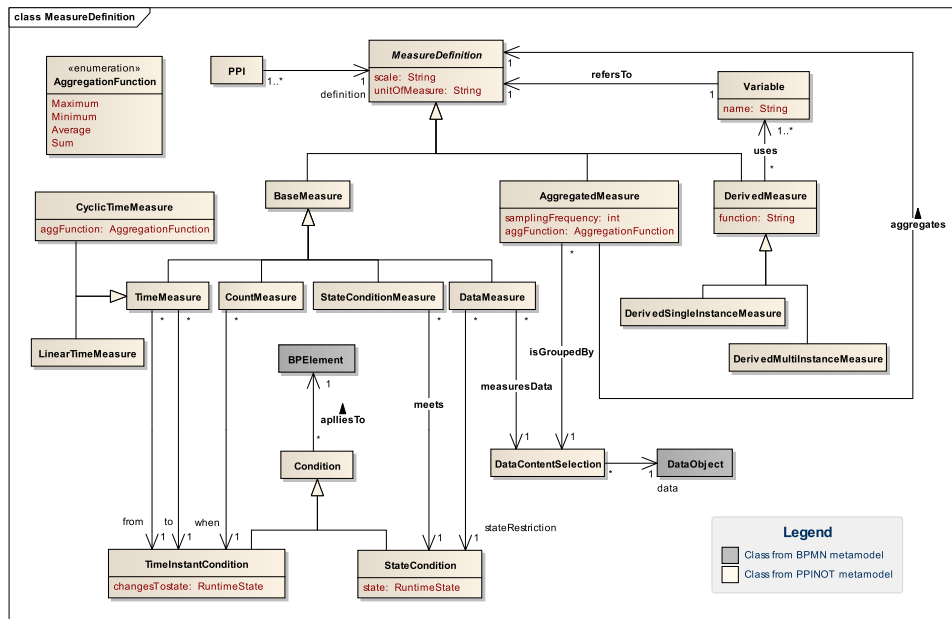 class MeasureDefinition
«enumeration»
AggregationFunction
Maximum
Minimum
Average
Sum
PPI
1..*
1
definition
MeasureDefinition
scale: String
unitOfMeasure: String
1
aggregates
refersTo
1
1
Variable
name: String
1..*
uses
*
BaseMeasure
AggregatedMeasure
samplingFrequency: int
aggFunction: AggregationFunction
DerivedMeasure
function: String
CyclicTimeMeasure
aggFunction: AggregationFunction
*
TimeMeasure
CountMeasure
StateConditionMeasure
DataMeasure
* * * * * *
DerivedSingleInstanceMeasure
LinearTimeMeasure
BPElement
1
apliesTo
*
isGroupedBy
DerivedMultiInstanceMeasure
measuresData
meets
1 1
Condition
DataContentSelection
*
1
data
DataObject
from
to
when
stateRestriction
1 1 1 1 1
TimeInstantCondition
changesTostate: RuntimeState
StateCondition
state: RuntimeState
Legend
Class from BPMN metamodel
Class from PPINOT metamodel